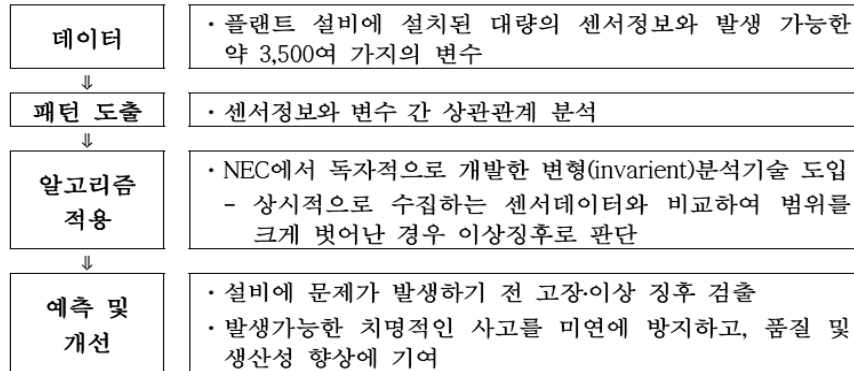 데이터
· 플랜트 설비에 설치된 대량의 센서정보와 발생 가능한
약 3,500여 가지의 변수
⇓
패턴 도출
· 센서정보와 변수 간 상관관계 분석
⇓
알고리즘
적용
· NEC에서 독자적으로 개발한 변형(invarient)분석기술 도입
- 상시적으로 수집하는 센서데이터와 비교하여 범위를
크게 벗어난 경우 이상징후로 판단
⇓
예측 및
개선
· 설비에 문제가 발생하기 전 고장·이상 징후 검출
· 발생가능한 치명적인 사고를 미연에 방지하고, 품질 및
생산성 향상에 기여